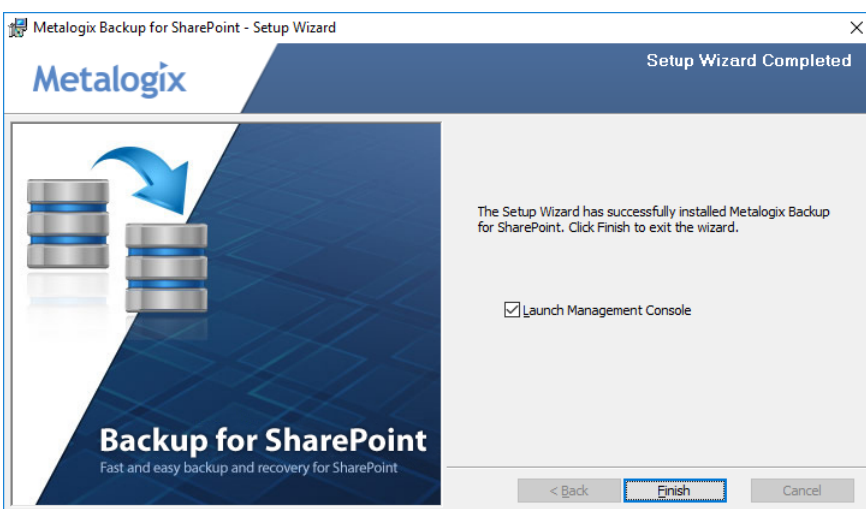 Metalogix Backup for SharePoint - Setup Wizard
Metalogix
Setup Wizard Completed
The Setup Wizard has successfully installed Metalogix Backup
for SharePoint. Click Finish to exit the wizard.
Launch Management Console
Backup for SharePoint
Fast and easy backup and recovery for SharePoint
< Back
Finish
Cancel